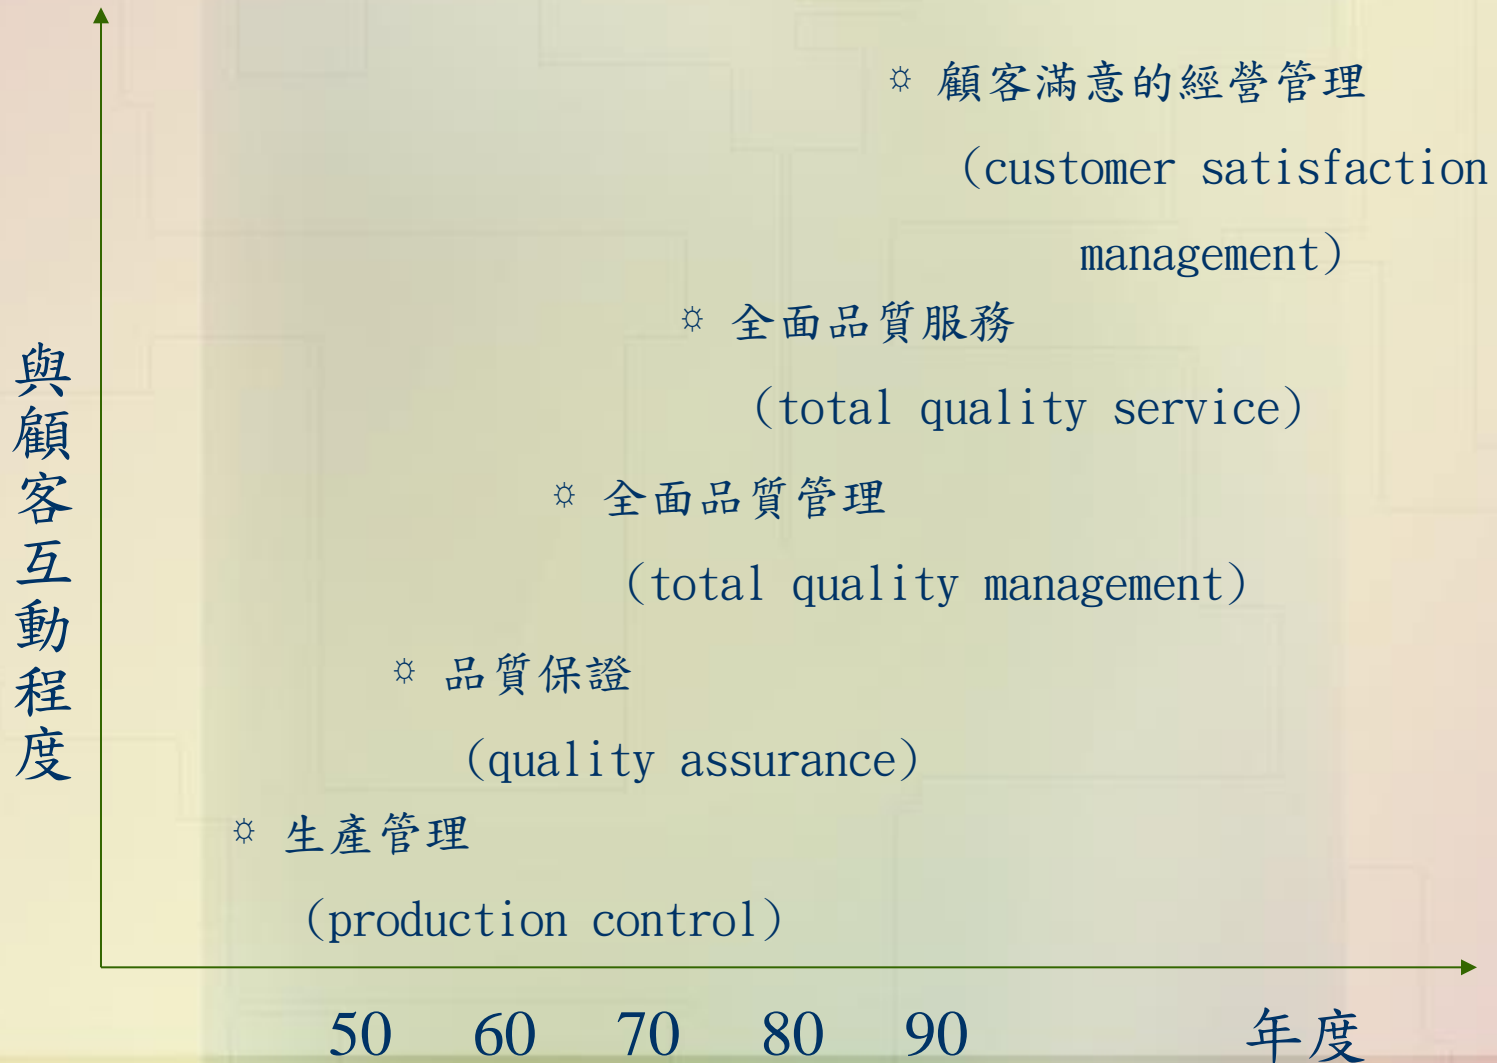 ☼ 顧客滿意的經營管理
(customer satisfaction
management)
☼ 全面品質服務
(total quality service)
☼ 全面品質管理
(total quality management)
☼ 品質保證
(quality assurance)
☼ 生產管理
(production control)
與顧客互動程度
50 60 70 80 90 年度